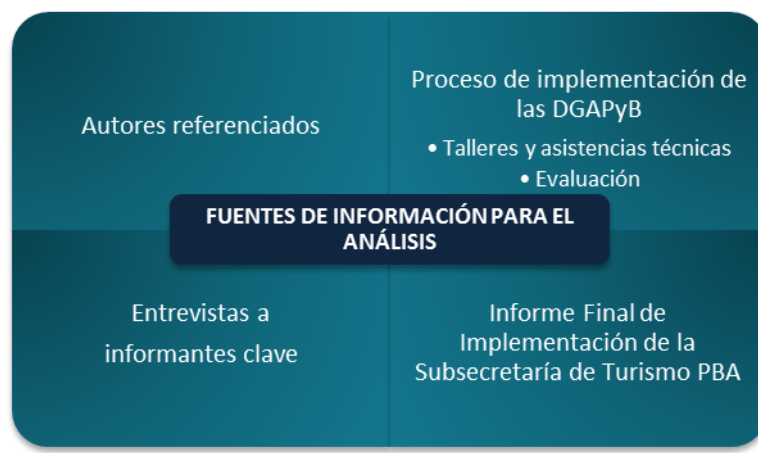 Autores referenciados
Proceso de implementación de
las DGAPyB
• Talleres y asistencias técnicas
• Evaluación
FUENTES DE INFORMACIÓN PARA EL
ANÁLISIS
Entrevistas a
informantes clave
Informe Final de
Implementación de la
Subsecretaría de Turismo PBA